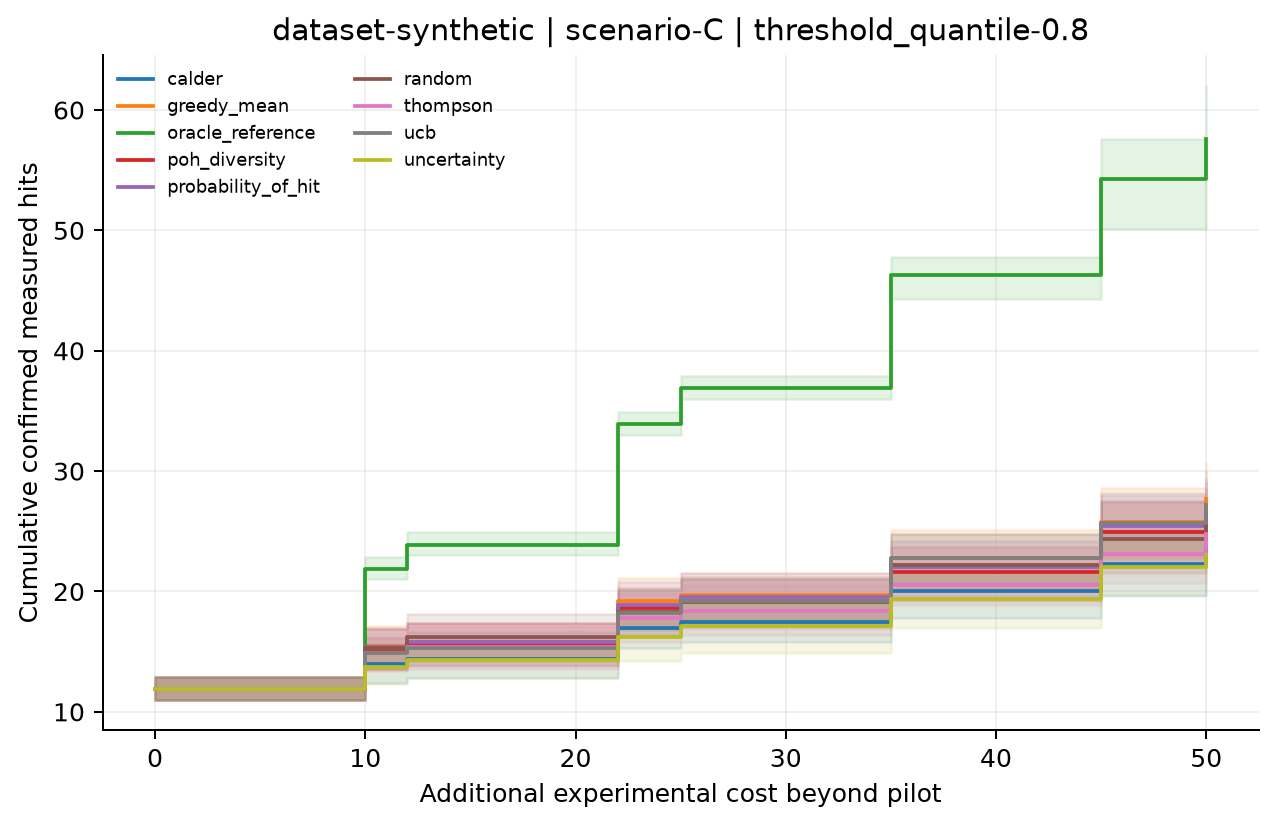 dataset-synthetic | scenario-C | threshold_quantile-0.8
calder
greedy_mean
oracle_reference
poh_diversity
probability_of_hit
random
thompson
ucb
uncertainty
Cumulative confirmed measured hits
60
50
40
30
20
10
0 10 20 30 40 50
Additional experimental cost beyond pilot